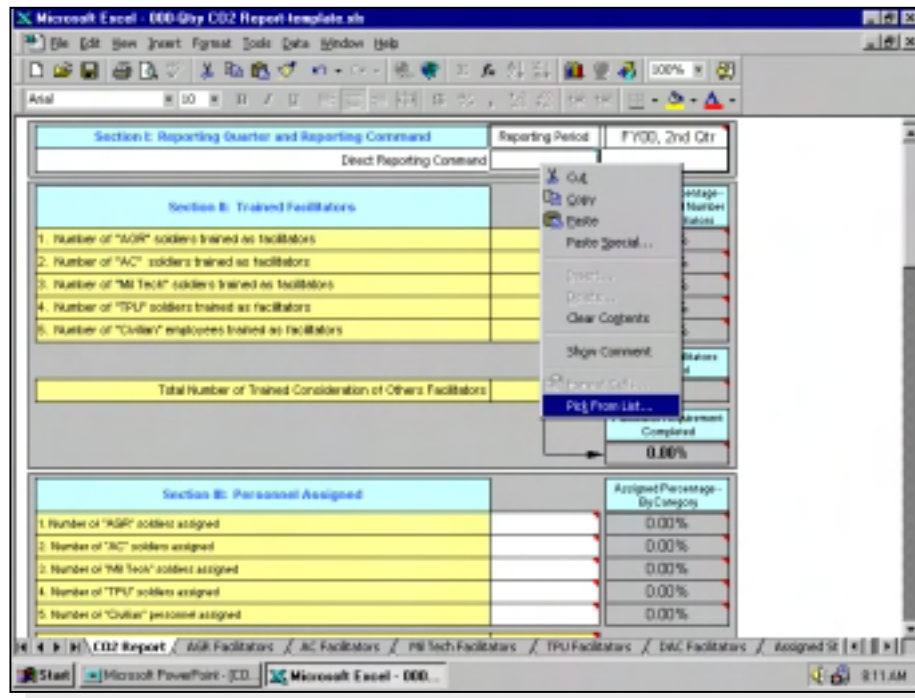 Microsoft Excel - 000-Qby CO2 Report-template.xls
File Edit View Insert Format Tools Data Window Help
100%
Arial 10 B I U
Section I: Reporting Quarter and Reporting Command Reporting Period FY00, 2nd Qtr
Direct Reporting Command
Cut
Copy
Paste
Paste Special...
Insert...
Delete...
Clear Contents
Show Comment
Format Cells...
Pick From List...
Section II: Trained Facilitators
1. Number of "AGR" soldiers trained as facilitators
2. Number of "AC" soldiers trained as facilitators
3. Number of "Mil Tech" soldiers trained as facilitators
4. Number of "TPU" soldiers trained as facilitators
5. Number of "Civilian" employees trained as facilitators
Total Number of Trained Consideration of Others Facilitators
Completed
0.00%
Section III: Personnel Assigned Assigned Percentage--
By Category
1. Number of "AGR" soldiers assigned 0.00%
2. Number of "AC" soldiers assigned 0.00%
3. Number of "Mil Tech" soldiers assigned 0.00%
4. Number of "TPU" soldiers assigned 0.00%
5. Number of "Civilian" personnel assigned 0.00%
CO2 Report / AGR Facilitators / AC Facilitators / Mil Tech Facilitators / TPU Facilitators / DAC Facilitators / Assigned St
Start Microsoft PowerPoint - [CO... Microsoft Excel - 000... 8:11 AM